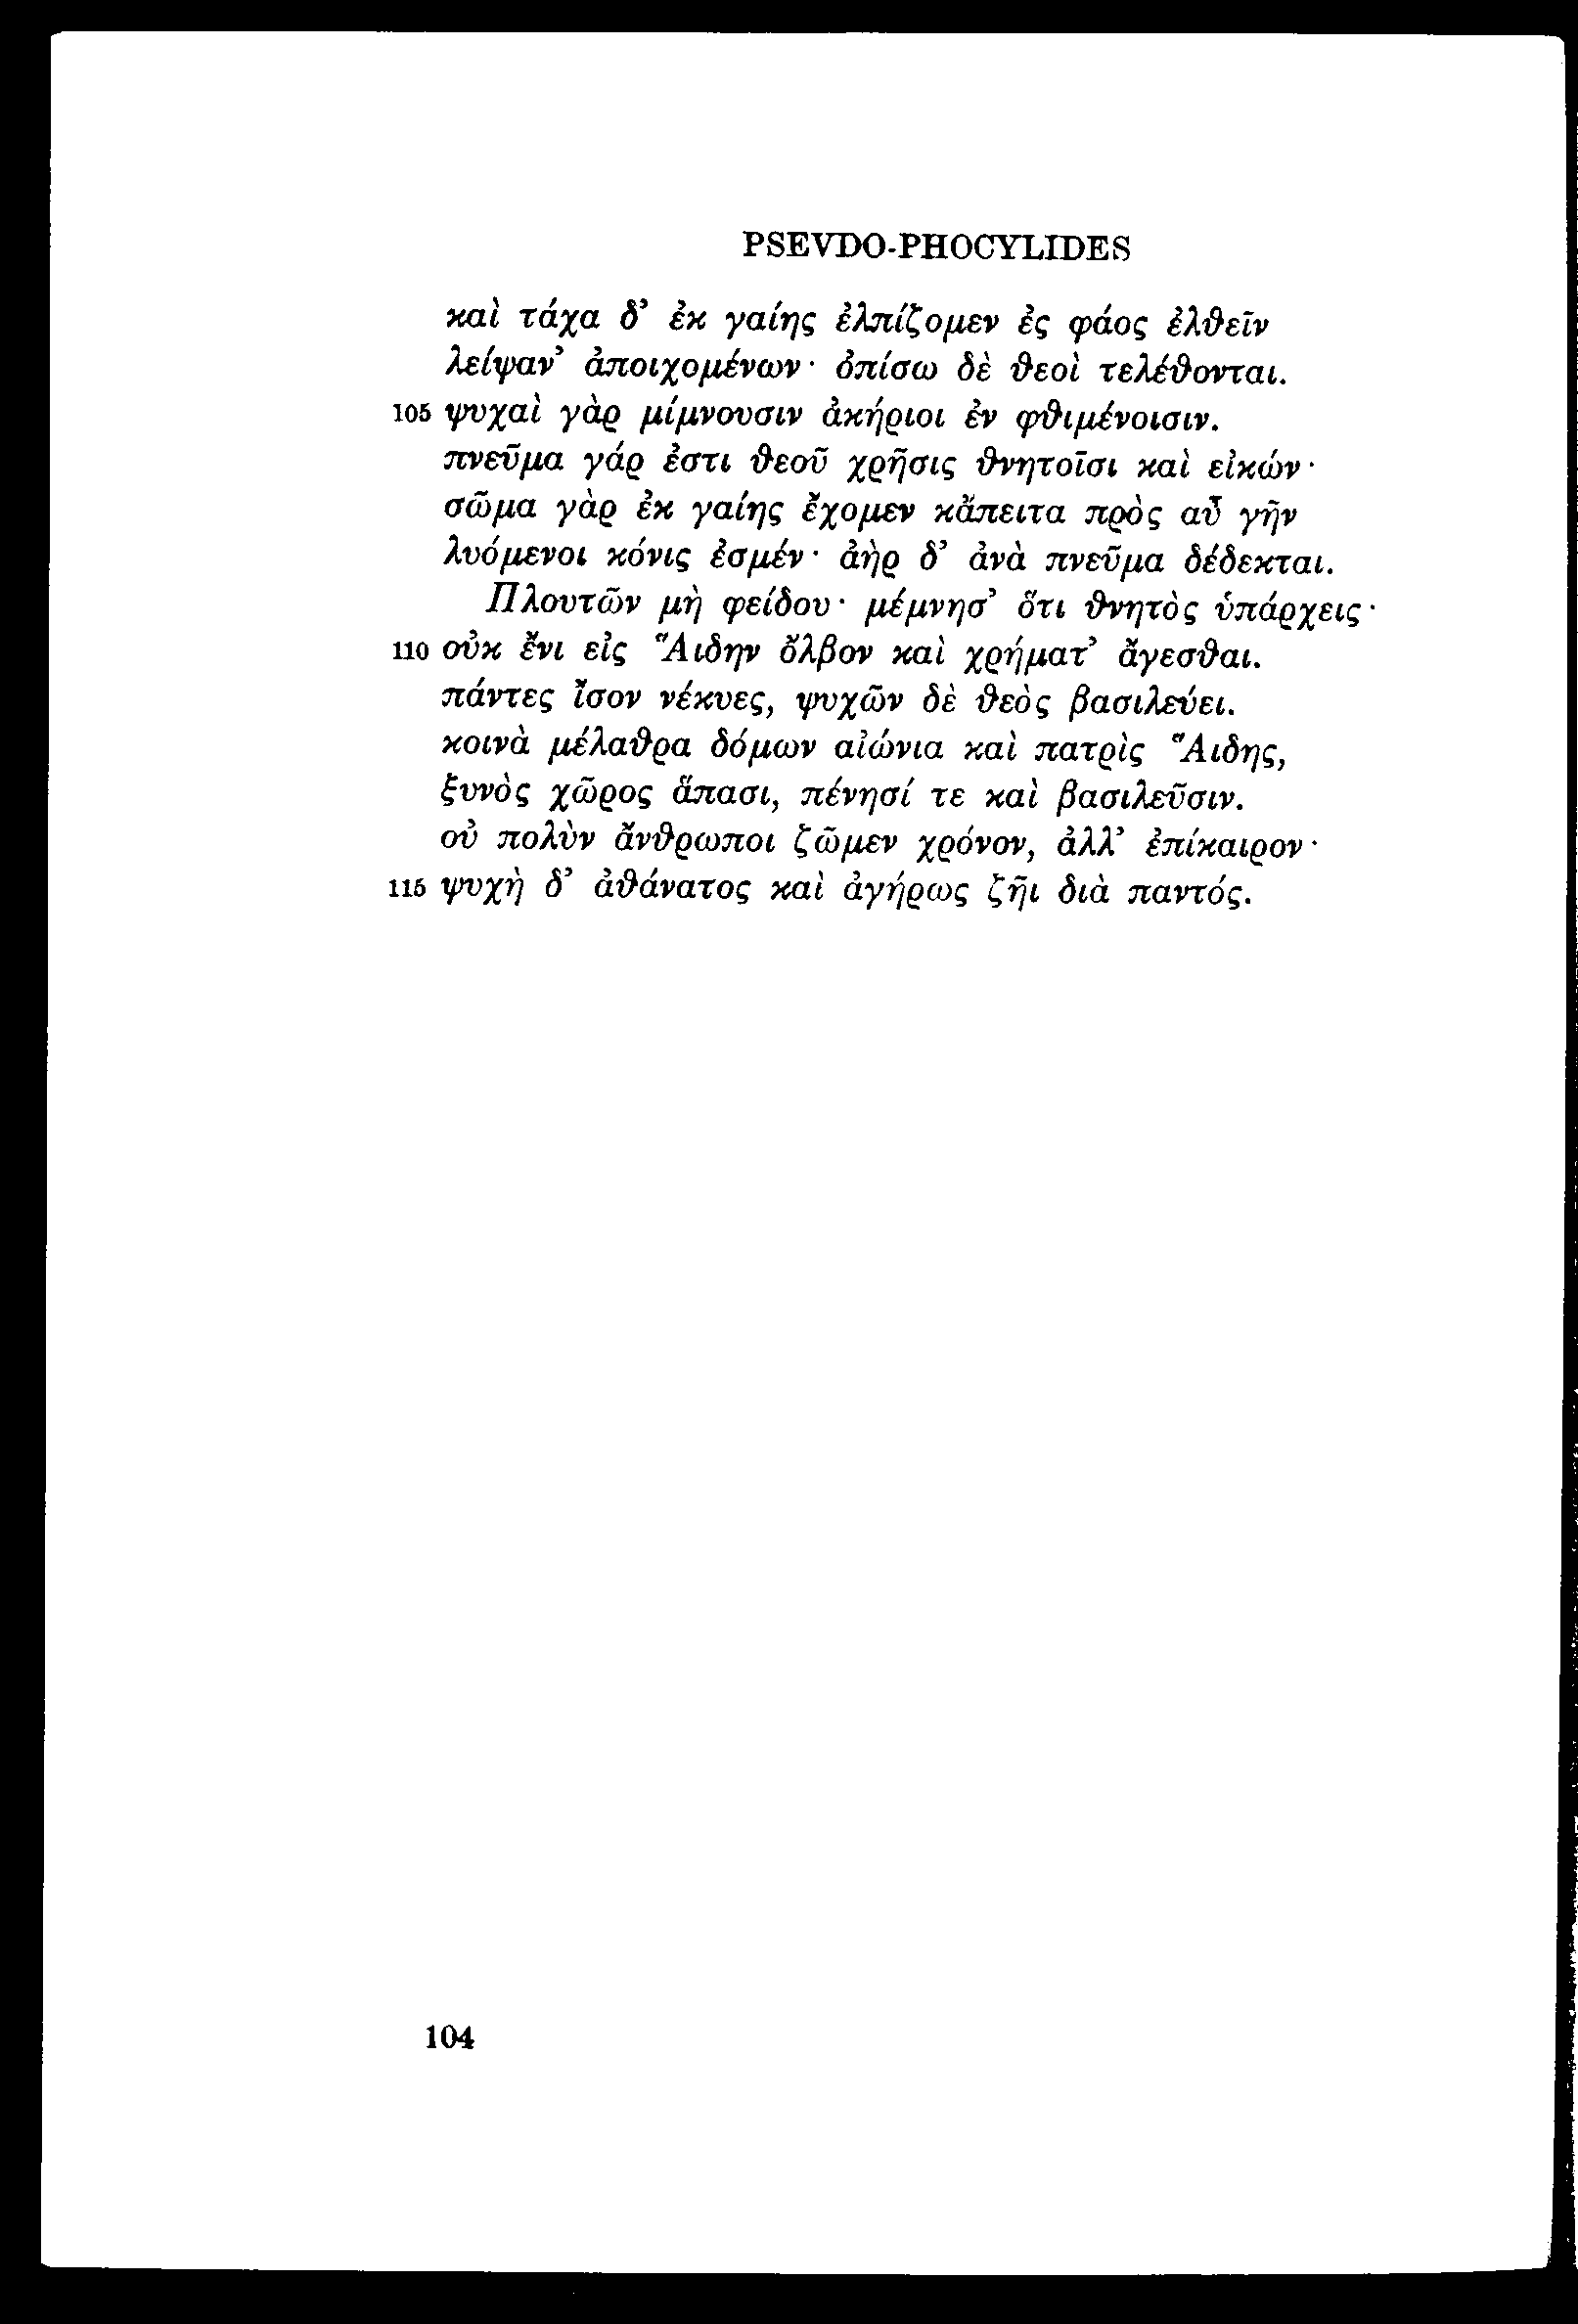 PSEVDO-PHOCYLIDES
καὶ τάχα δ’ ἐκ γαίης ἐλπίζομεν ἐς φάος ἐλθεῖν
λείψαν’ ἀποιχομένων· ὀπίσω δὲ θεοὶ τελέθονται.
105 ψυχαὶ γὰρ μίμνουσιν ἀκήριοι ἐν φθιμένοισιν.
πνεῦμα γάρ ἐστι θεοῦ χρῆσις θνητοῖσι καὶ εἰκών·
σῶμα γὰρ ἐκ γαίης ἔχομεν κἄπειτα πρὸς αὖ γῆν
λυόμενοι κόνις ἐσμέν· ἀὴρ δ’ ἀνὰ πνεῦμα δέδεκται.
Πλουτῶν μὴ φείδου· μέμνησ’ ὅτι θνητὸς ὑπάρχεις·
110 οὐκ ἔνι εἰς Ἅιδην ὄλβον καὶ χρήματ’ ἄγεσθαι.
πάντες ἴσον νέκυες, ψυχῶν δὲ θεὸς βασιλεύει.
κοινὰ μέλαθρα δόμων αἰώνια καὶ πατρὶς Ἅιδης,
ξυνὸς χῶρος ἅπασι, πένησί τε καὶ βασιλεῦσιν.
οὐ πολὺν ἄνθρωποι ζῶμεν χρόνον, ἀλλ’ ἐπίκαιρον·
115 ψυχὴ δ’ ἀθάνατος καὶ ἀγήρως ζῆι διὰ παντός.
104